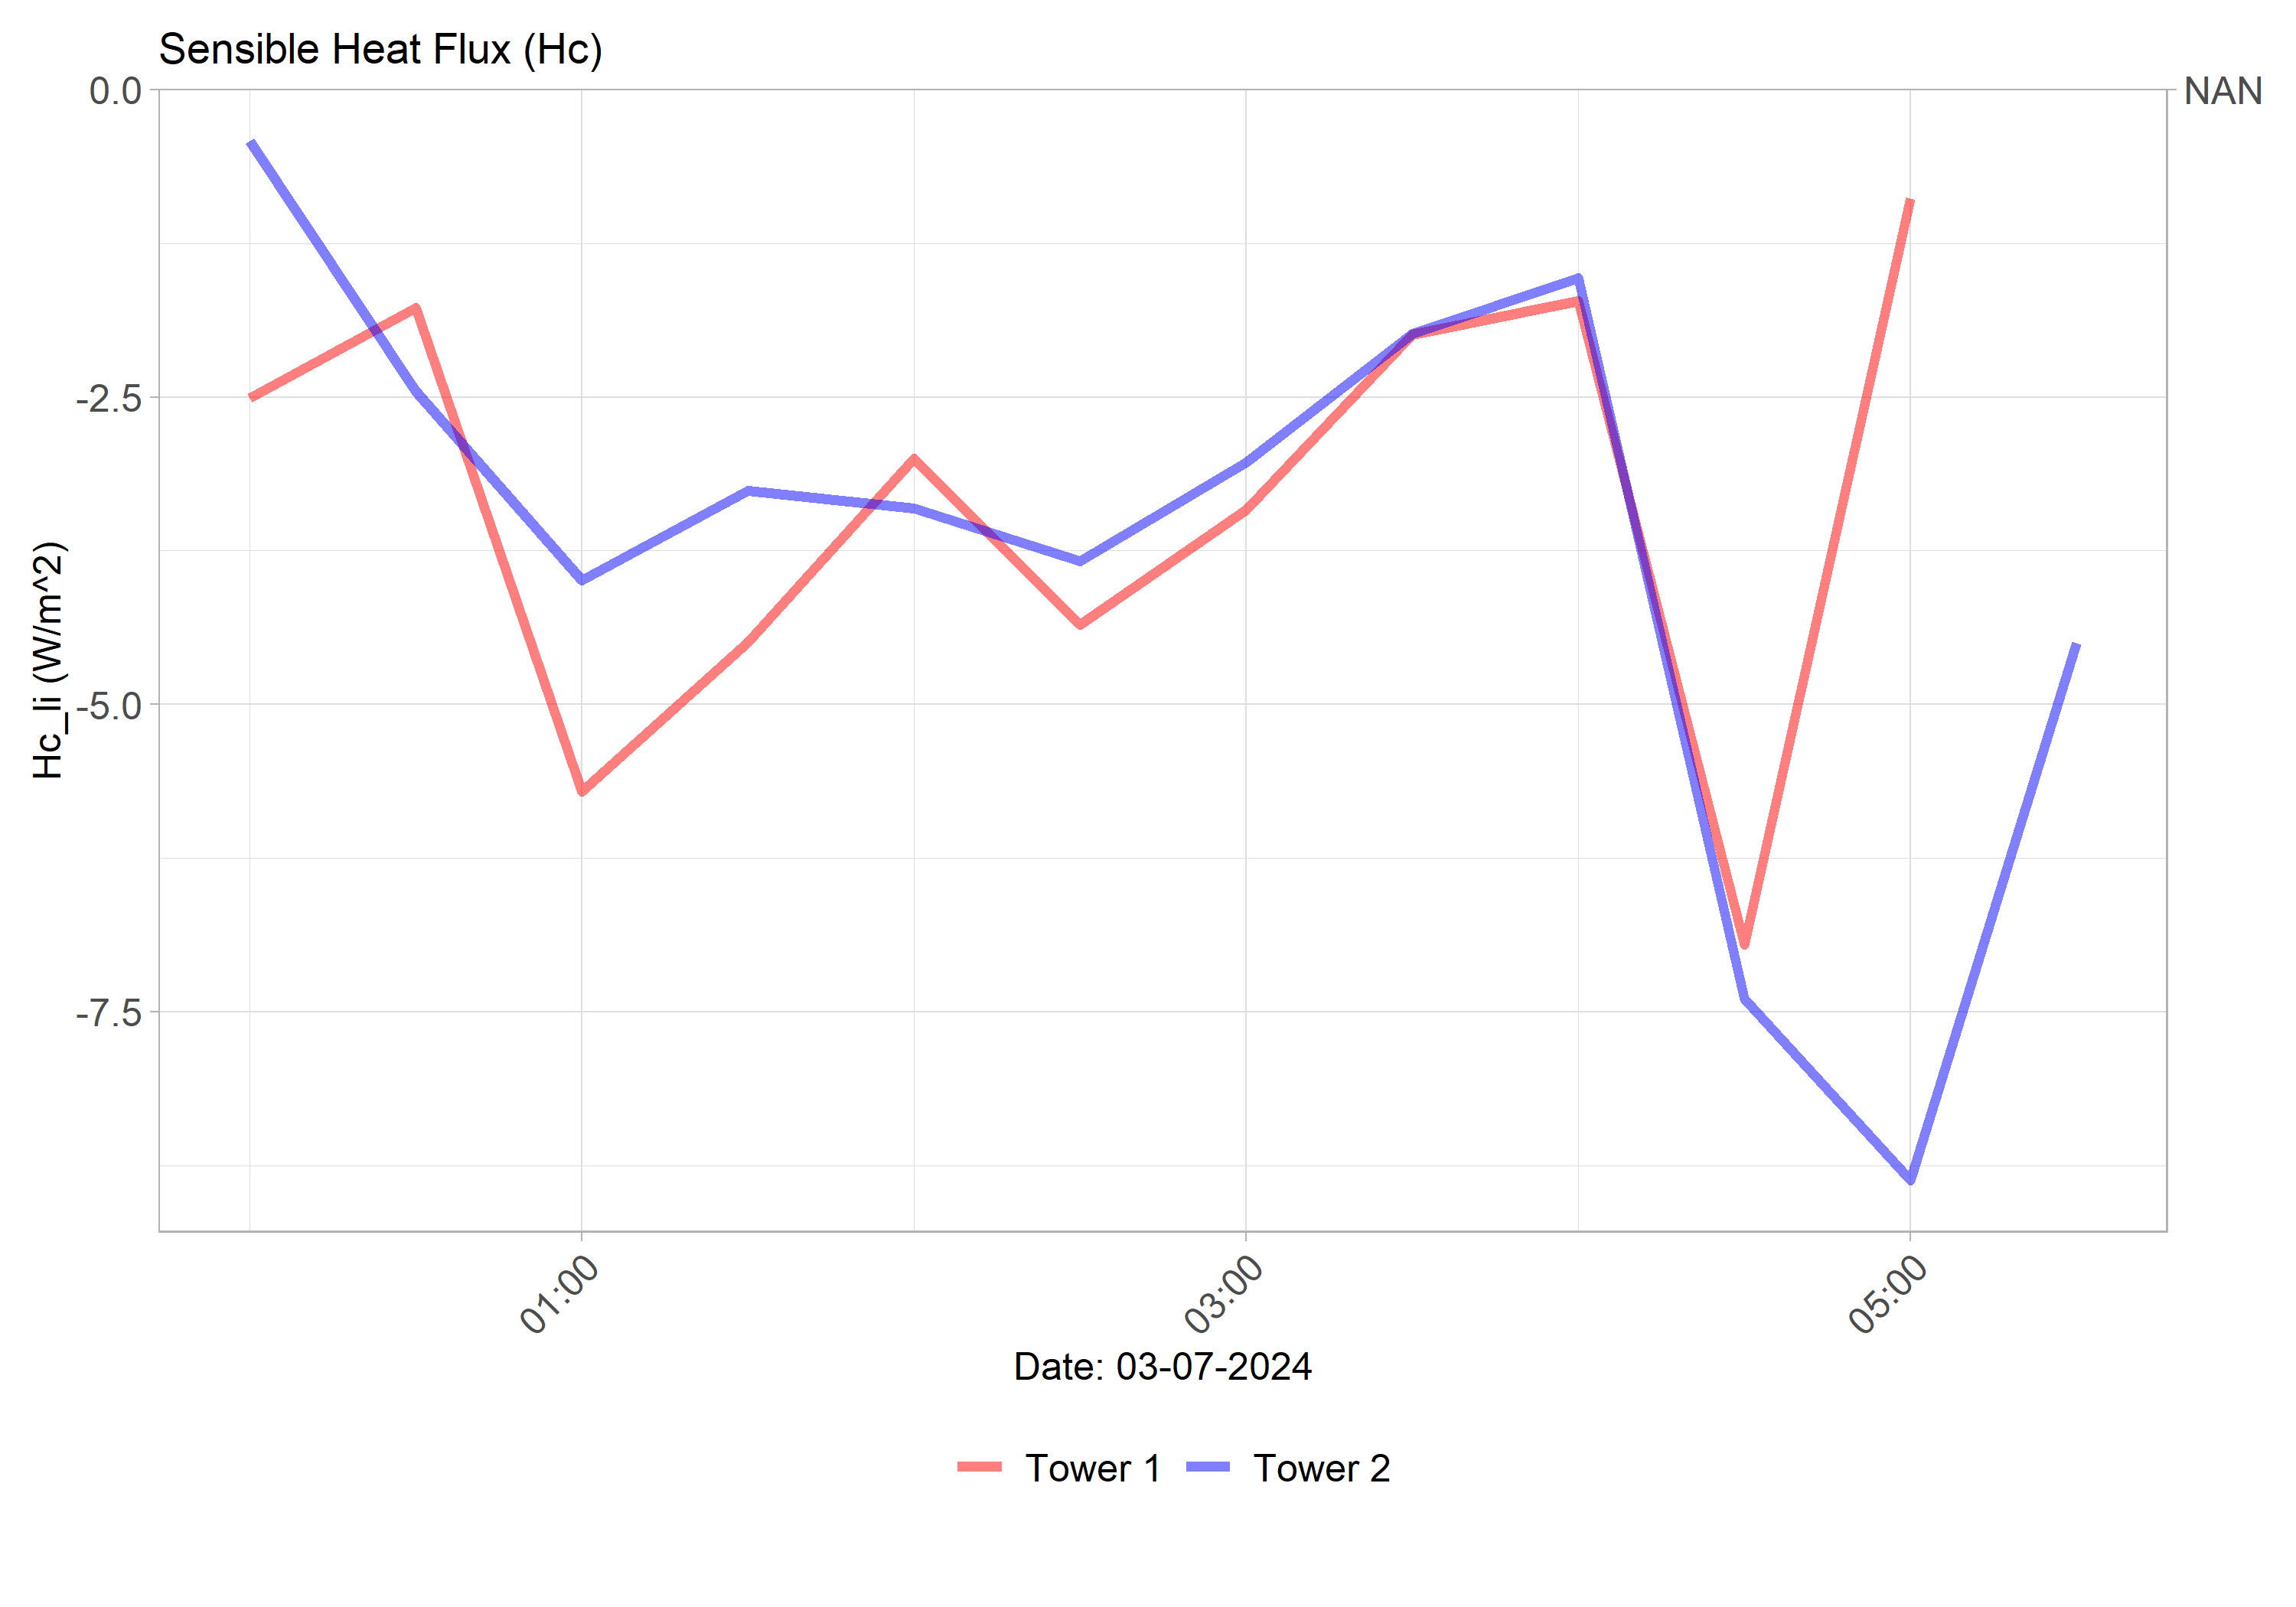 Sensible Heat Flux (Hc)
0.0
NAN
-2.5
-5.0
-7.5
Hc_li (W/m^2)
01:00
03:00
05:00
Date: 03-07-2024
Tower 1
Tower 2